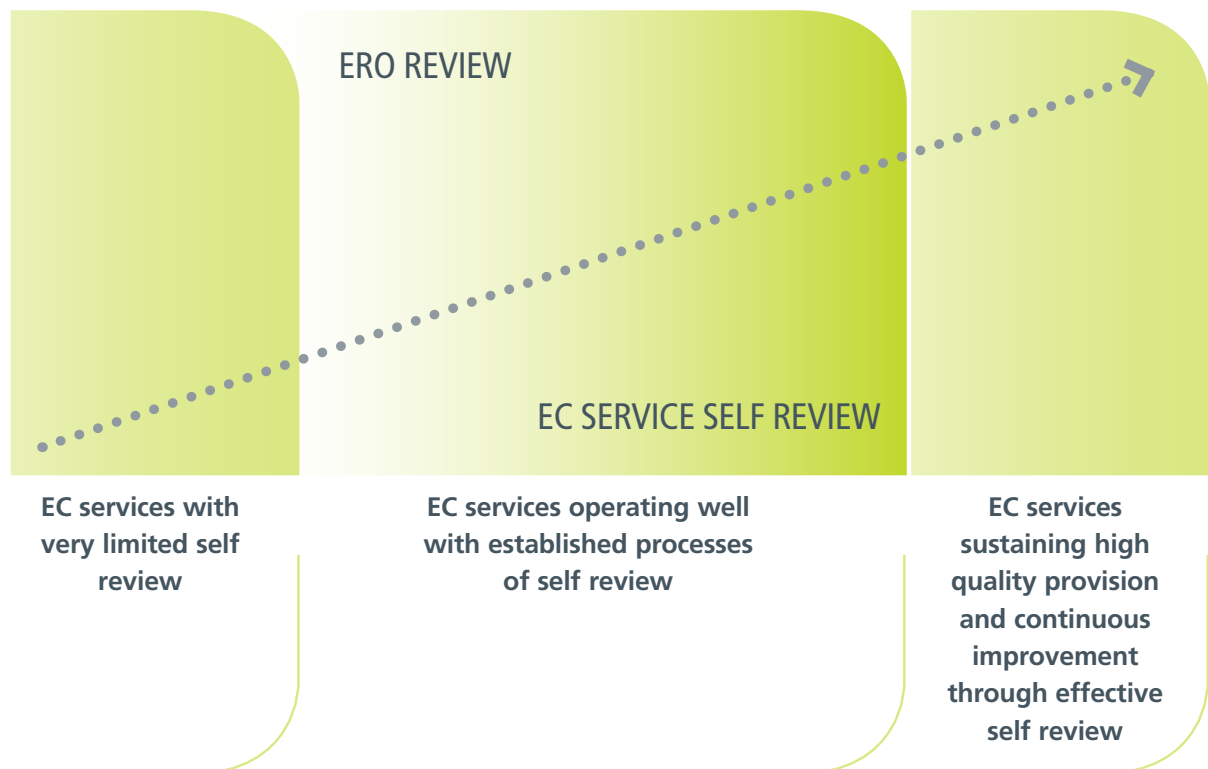 ERO REVIEW
EC SERVICE SELF REVIEW
EC services with
very limited self
review
EC services operating well
with established processes
of self review
EC services
sustaining high
quality provision
and continuous
improvement
through effective
self review